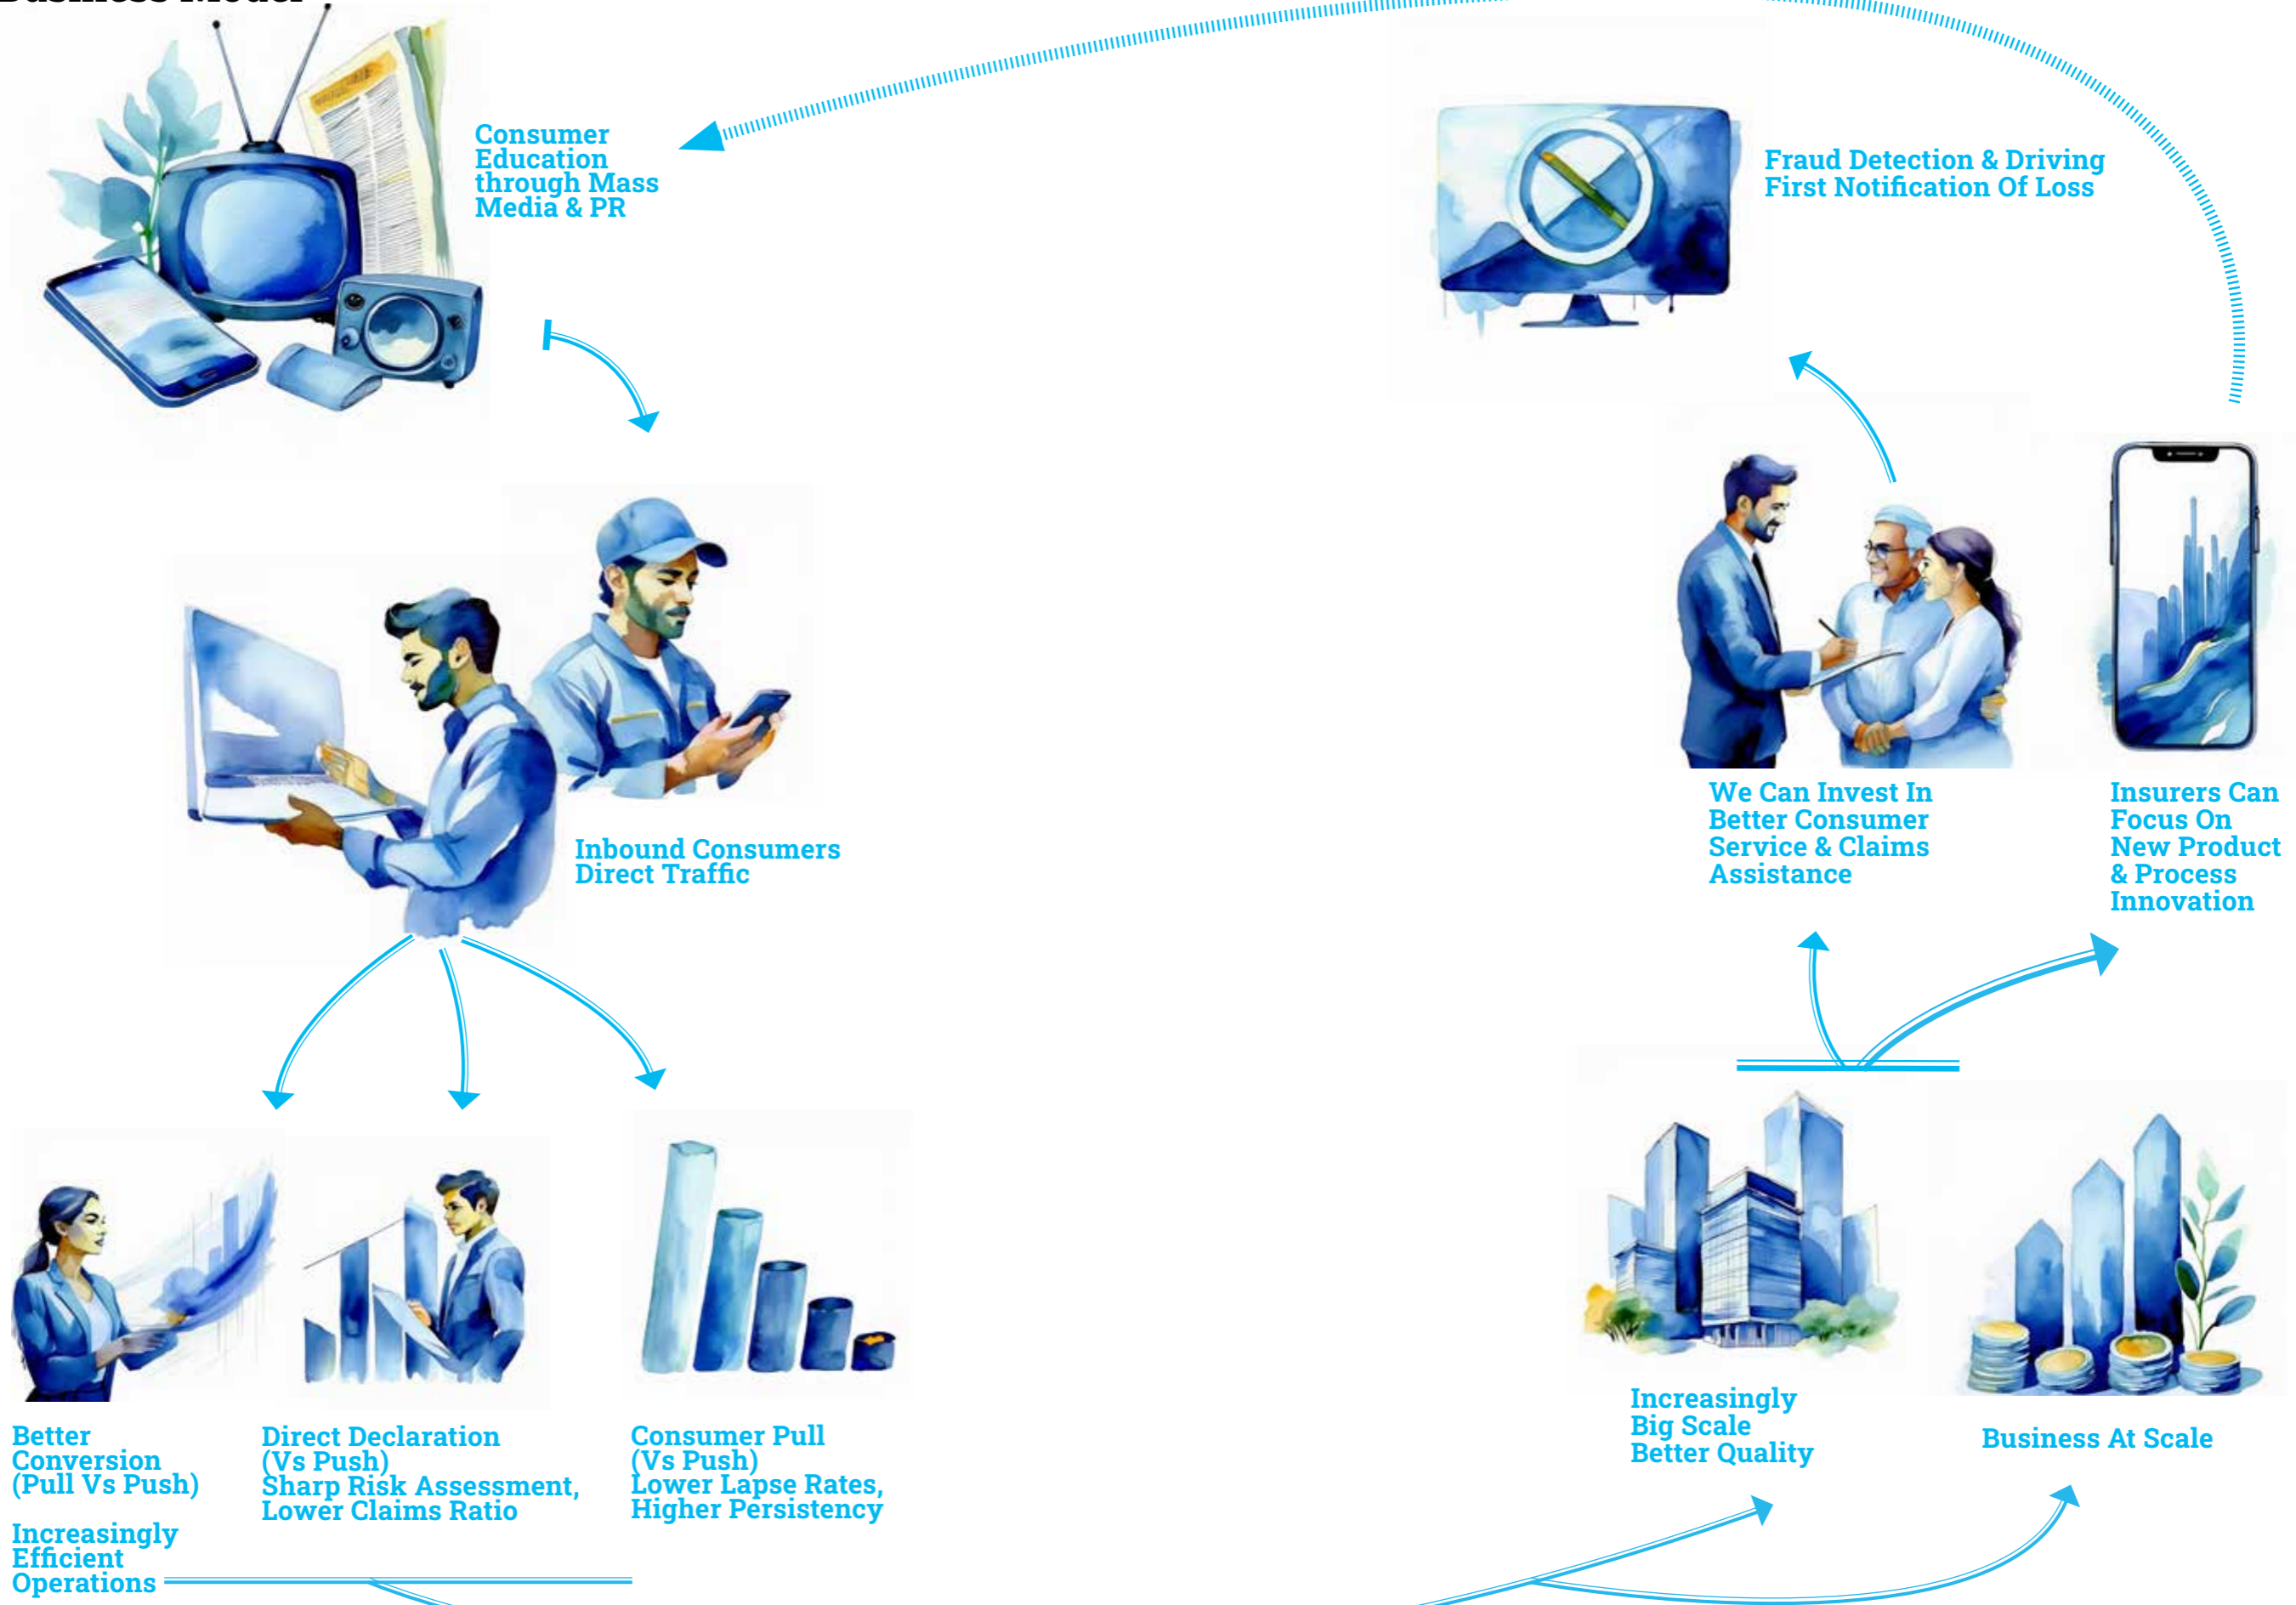 Business Model
Consumer
Education
through Mass
Media & PR
Fraud Detection & Driving
First Notification Of Loss
Inbound Consumers
Direct Traffic
We Can Invest In
Better Consumer
Service & Claims
Assistance
Insurers Can
Focus On
New Product
& Process
Innovation
Better
Conversion
(Pull Vs Push)
Increasingly
Efficient
Operations
Direct Declaration
(Vs Push)
Sharp Risk Assessment,
Lower Claims Ratio
Consumer Pull
(Vs Push)
Lower Lapse Rates,
Higher Persistency
Increasingly
Big Scale
Better Quality
Business At Scale